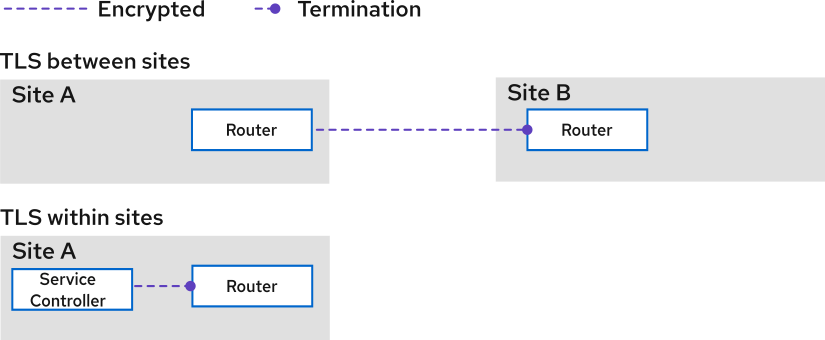 Encrypted
Termination
TLS between sites
Site A
Router
Site B
Router
TLS within sites
Site A
Service
Controller
Router